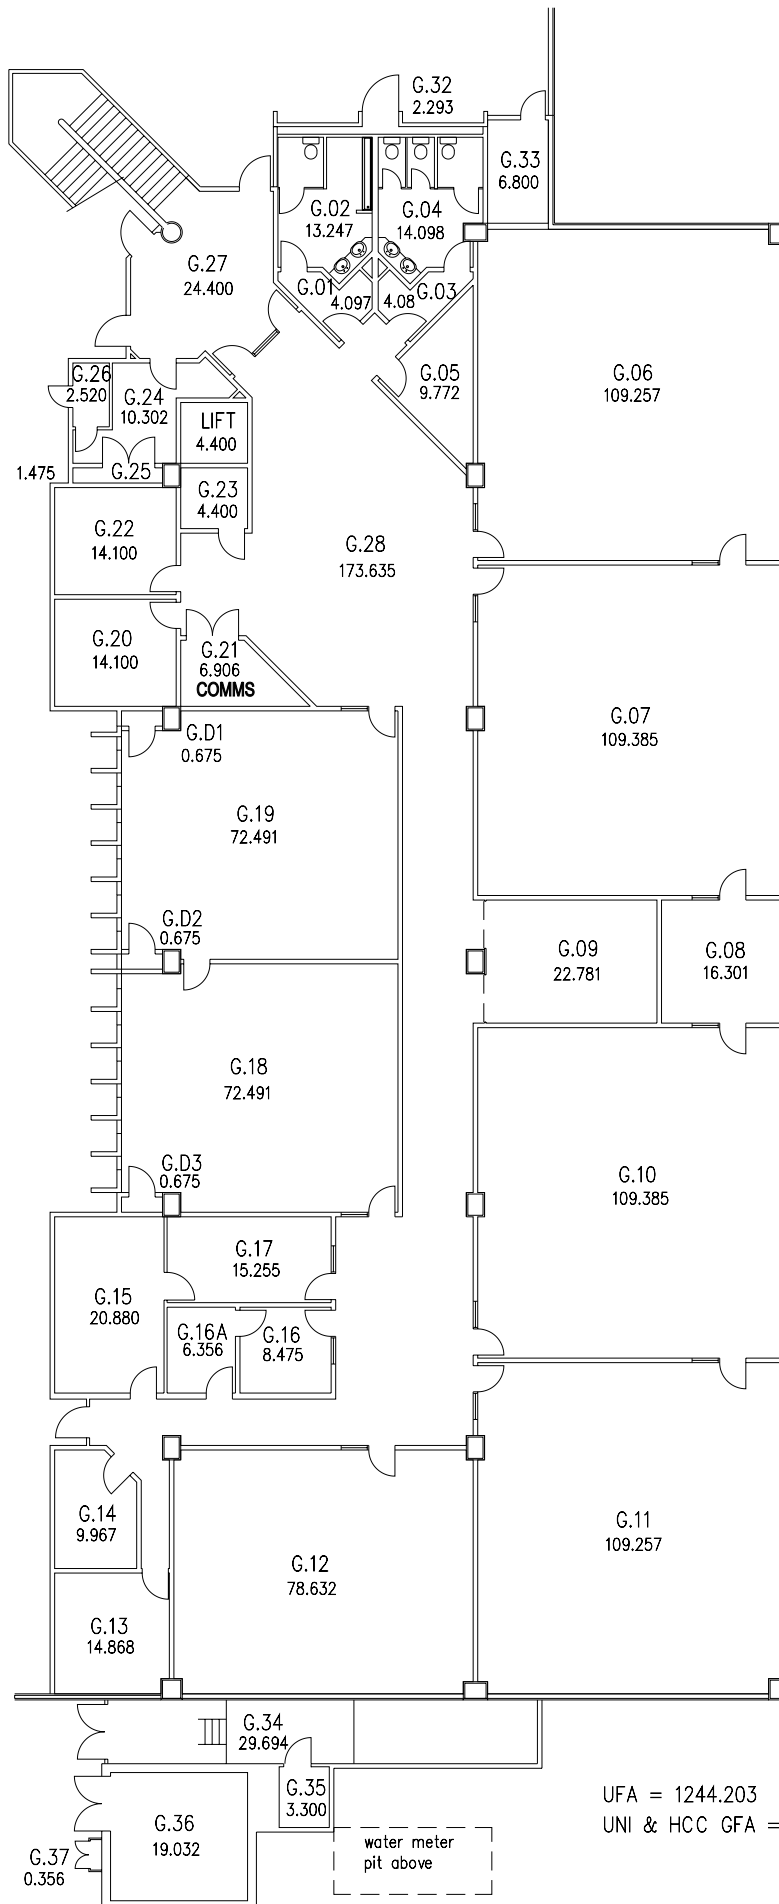 G.32
2.293
G.33
6.800
G.02
13.247
G.04
14.098
G.27
24.400
G.01
4.097
G.03
4.08
G.26
2.520
G.24
10.302
G.05
9.772
G.06
109.257
LIFT
4.400
1.475
G.25
G.23
4.400
G.22
14.100
G.28
173.635
G.20
14.100
G.21
6.906
COMMS
G.07
109.385
G.D1
0.675
G.19
72.491
G.D2
0.675
G.09
22.781
G.08
16.301
G.18
72.491
G.D3
0.675
G.10
109.385
G.17
15.255
G.15
20.880
G.16A
6.356
G.16
8.475
G.14
9.967
G.11
109.257
G.12
78.632
G.13
14.868
G.34
29.694
G.35
3.300
G.36
19.032
G.37
0.356
water meter
pit above
UFA = 1244.203
UNI & HCC GFA =